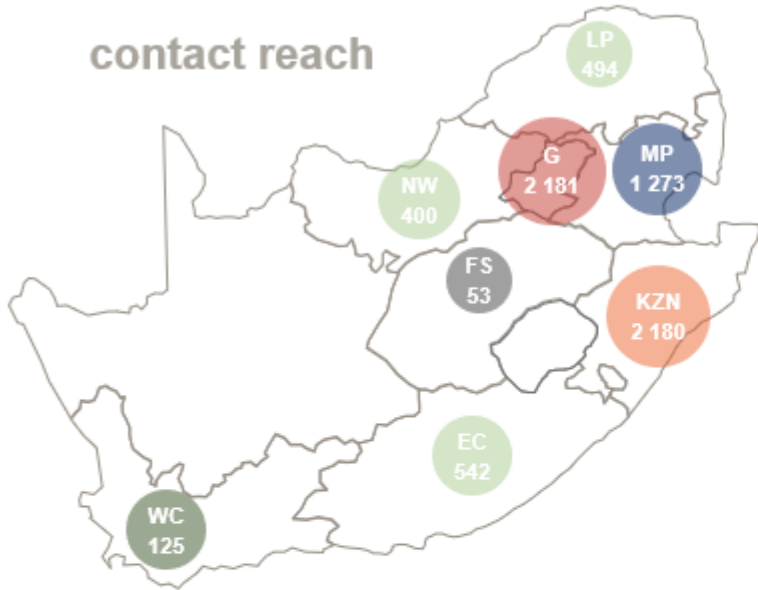 contact reach
LP
494
G
2 181
MP
1 273
NW
400
FS
53
KZN
2 180
EC
542
WC
125